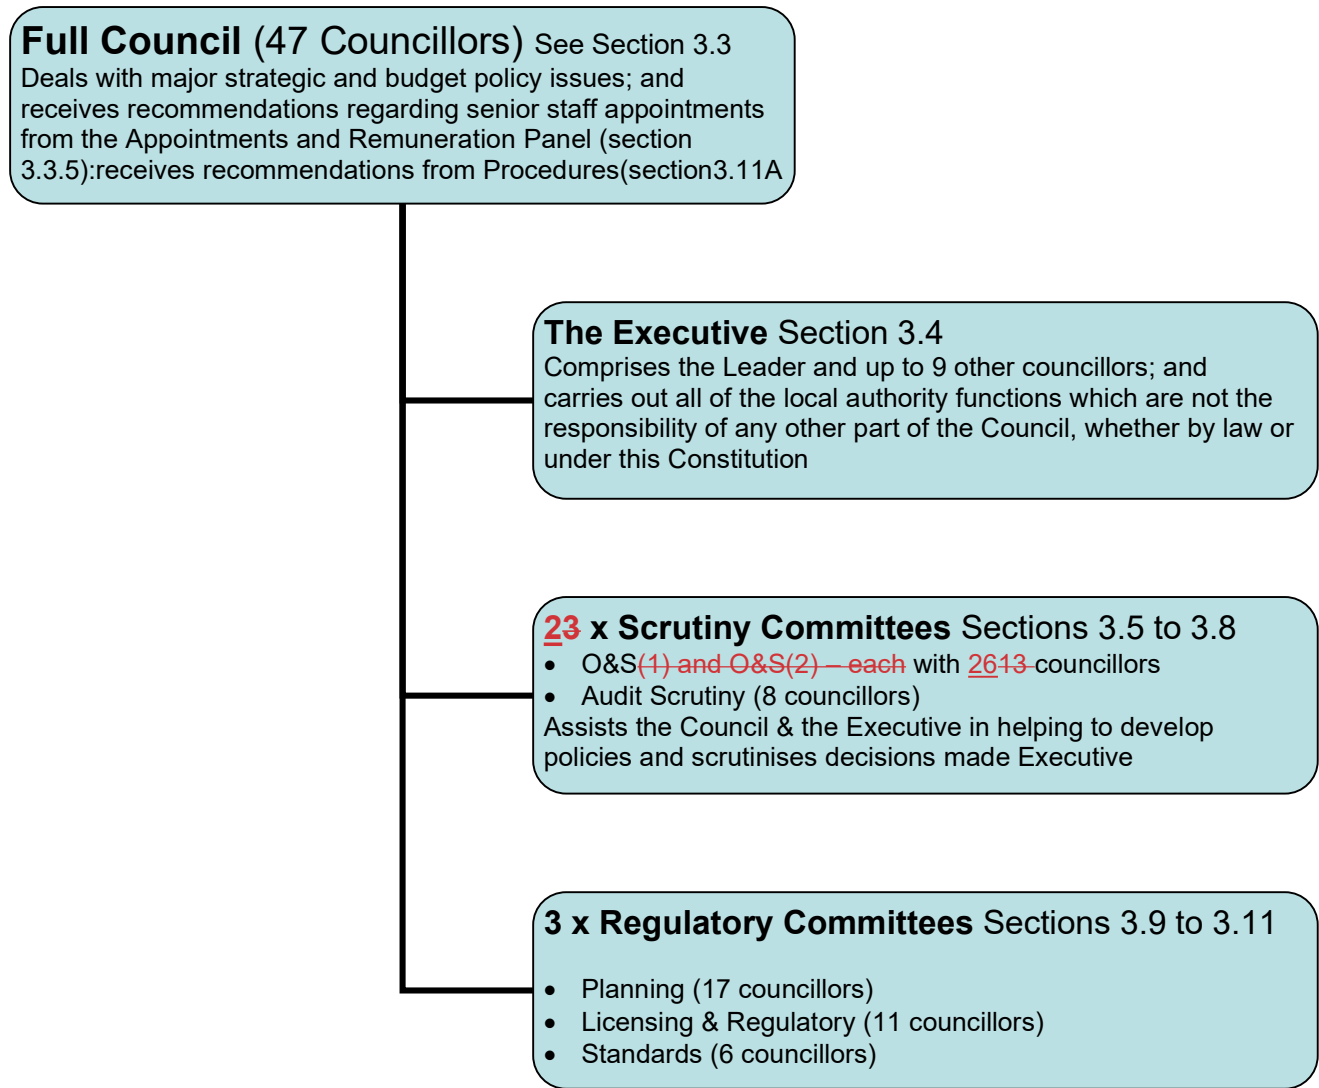 Full Council (47 Councillors) See Section 3.3
Deals with major strategic and budget policy issues; and
receives recommendations regarding senior staff appointments
from the Appointments and Remuneration Panel (section
3.3.5):receives recommendations from Procedures(section3.11A
The Executive Section 3.4
Comprises the Leader and up to 9 other councillors; and
carries out all of the local authority functions which are not the
responsibility of any other part of the Council, whether by law or
under this Constitution
23 x Scrutiny Committees Sections 3.5 to 3.8
• O&S(1) and O&S(2) – each with 2613 councillors
• Audit Scrutiny (8 councillors)
Assists the Council & the Executive in helping to develop
policies and scrutinises decisions made Executive
3 x Regulatory Committees Sections 3.9 to 3.11
• Planning (17 councillors)
• Licensing & Regulatory (11 councillors)
• Standards (6 councillors)